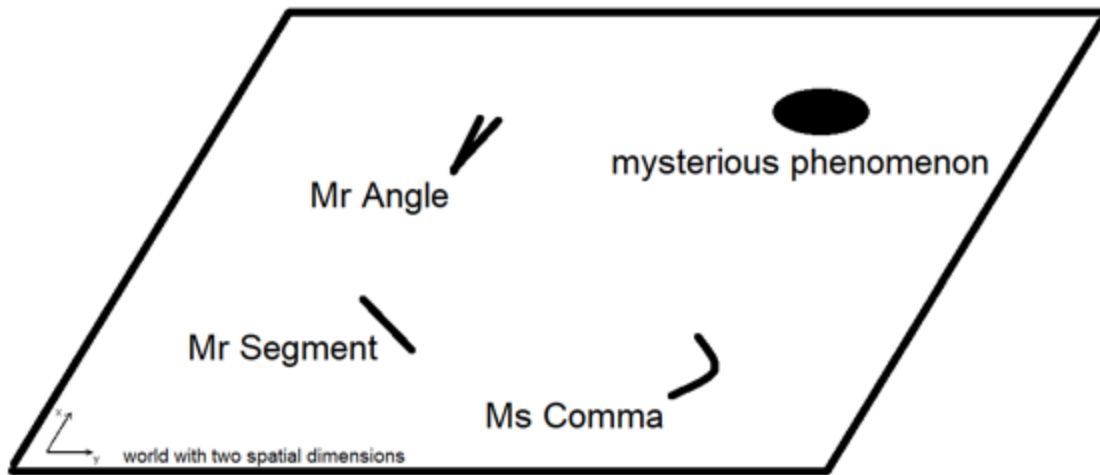 mysterious phenomenon
Mr Angle
Mr Segment
Ms Comma
x
y
world with two spatial dimensions